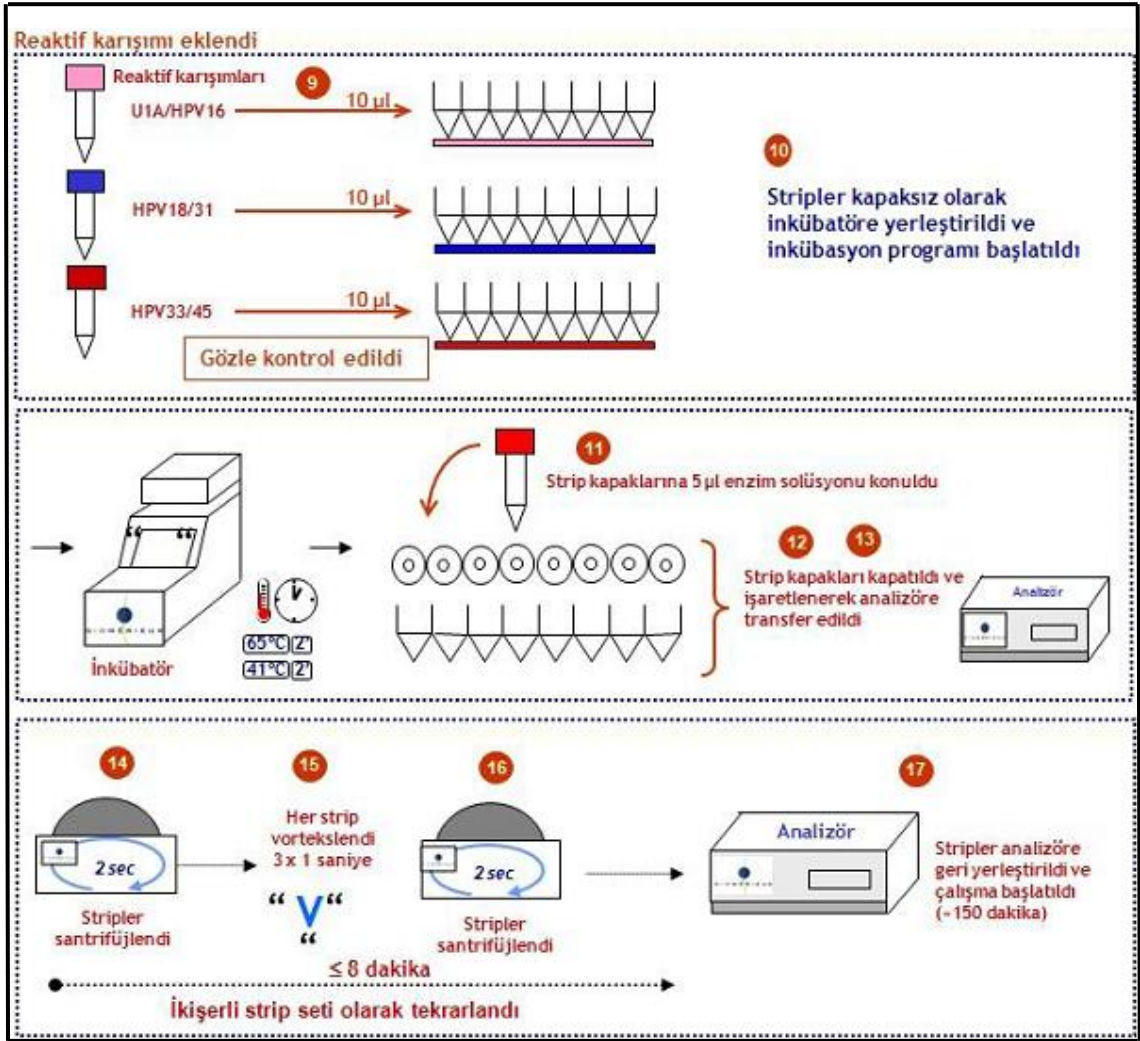 Reaktif karışımı eklendi
Reaktif karışımları
9
U1A/HPV16
10 µl
HPV18/31
10 µl
HPV33/45
10 µl
Gözle kontrol edildi
10
Stripler kapaksız olarak
inkübatöre yerleştirildi ve
inkübasyon programı başlatıldı
11
Strip kapaklarına 5 µl enzim solüsyonu konuldu
BIOMERIEUX
İnkübatör
65°C 2'
41°C 2'
12 13
Strip kapakları kapatıldı ve
işaretlenerek analizöre
transfer edildi
Analizör
14
2 sec
Stripler
santrifüjlendi
15
Her strip
vortekslendi
3 x 1 saniye
V
16
2 sec
Stripler
santrifüjlendi
17
Analizör
Stripler analizöre
geri yerleştirildi ve
çalışma başlatıldı
(~150 dakika)
≤ 8 dakika
İkişerli strip seti olarak tekrarlandı